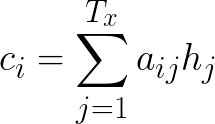 $c_i = \sum_{j=1}^{T_x} a_{ij} h_j$